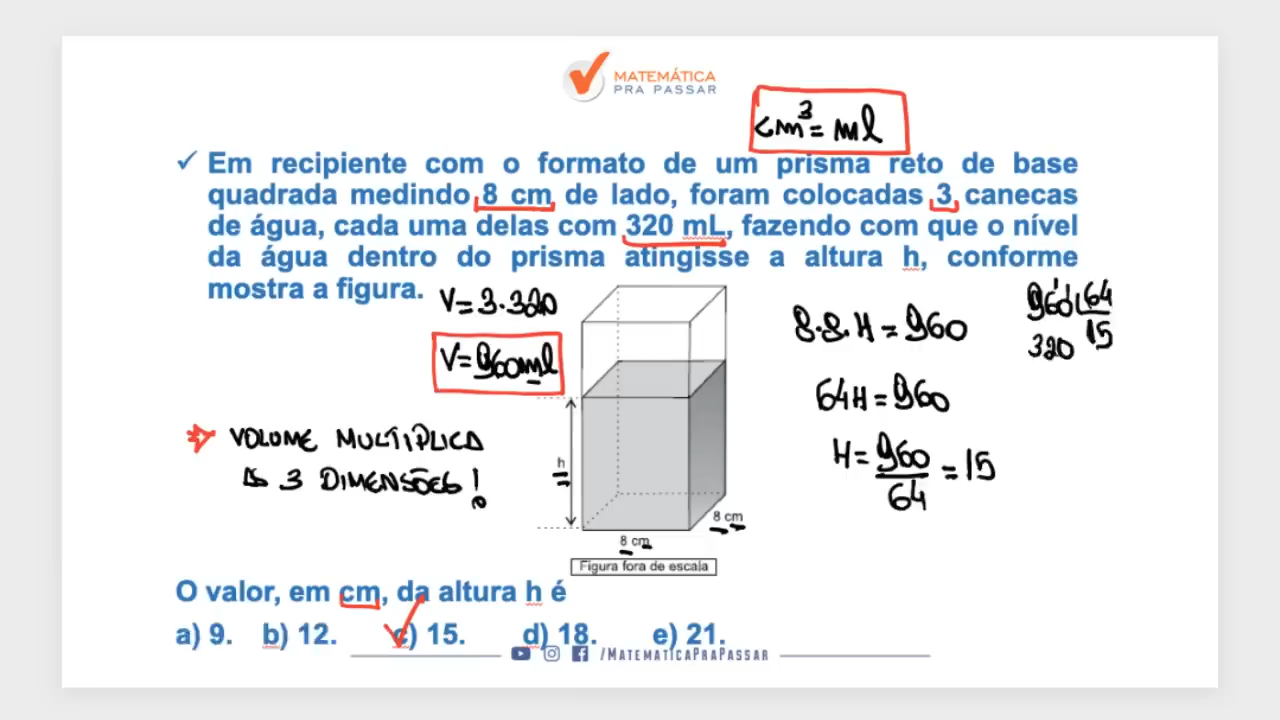 MATEMÁTICA
PRA PASSAR
cm³ = ml
✓ Em recipiente com o formato de um prisma reto de base
quadrada medindo 8 cm de lado, foram colocadas 3 canecas
de água, cada uma delas com 320 mL, fazendo com que o nível
da água dentro do prisma atingisse a altura h, conforme
mostra a figura.
V = 3.320
V = 960ml
VOLUME MULTIPLICA
AS 3 DIMENSÕES!
h
8 cm
8 cm
Figura fora de escala
8.8.H = 960
64H = 960
H = 960/64 = 15
960 64
320 15
O valor, em cm, da altura h é
a) 9. b) 12. c) 15. d) 18. e) 21.
/MatematicaPraPassar